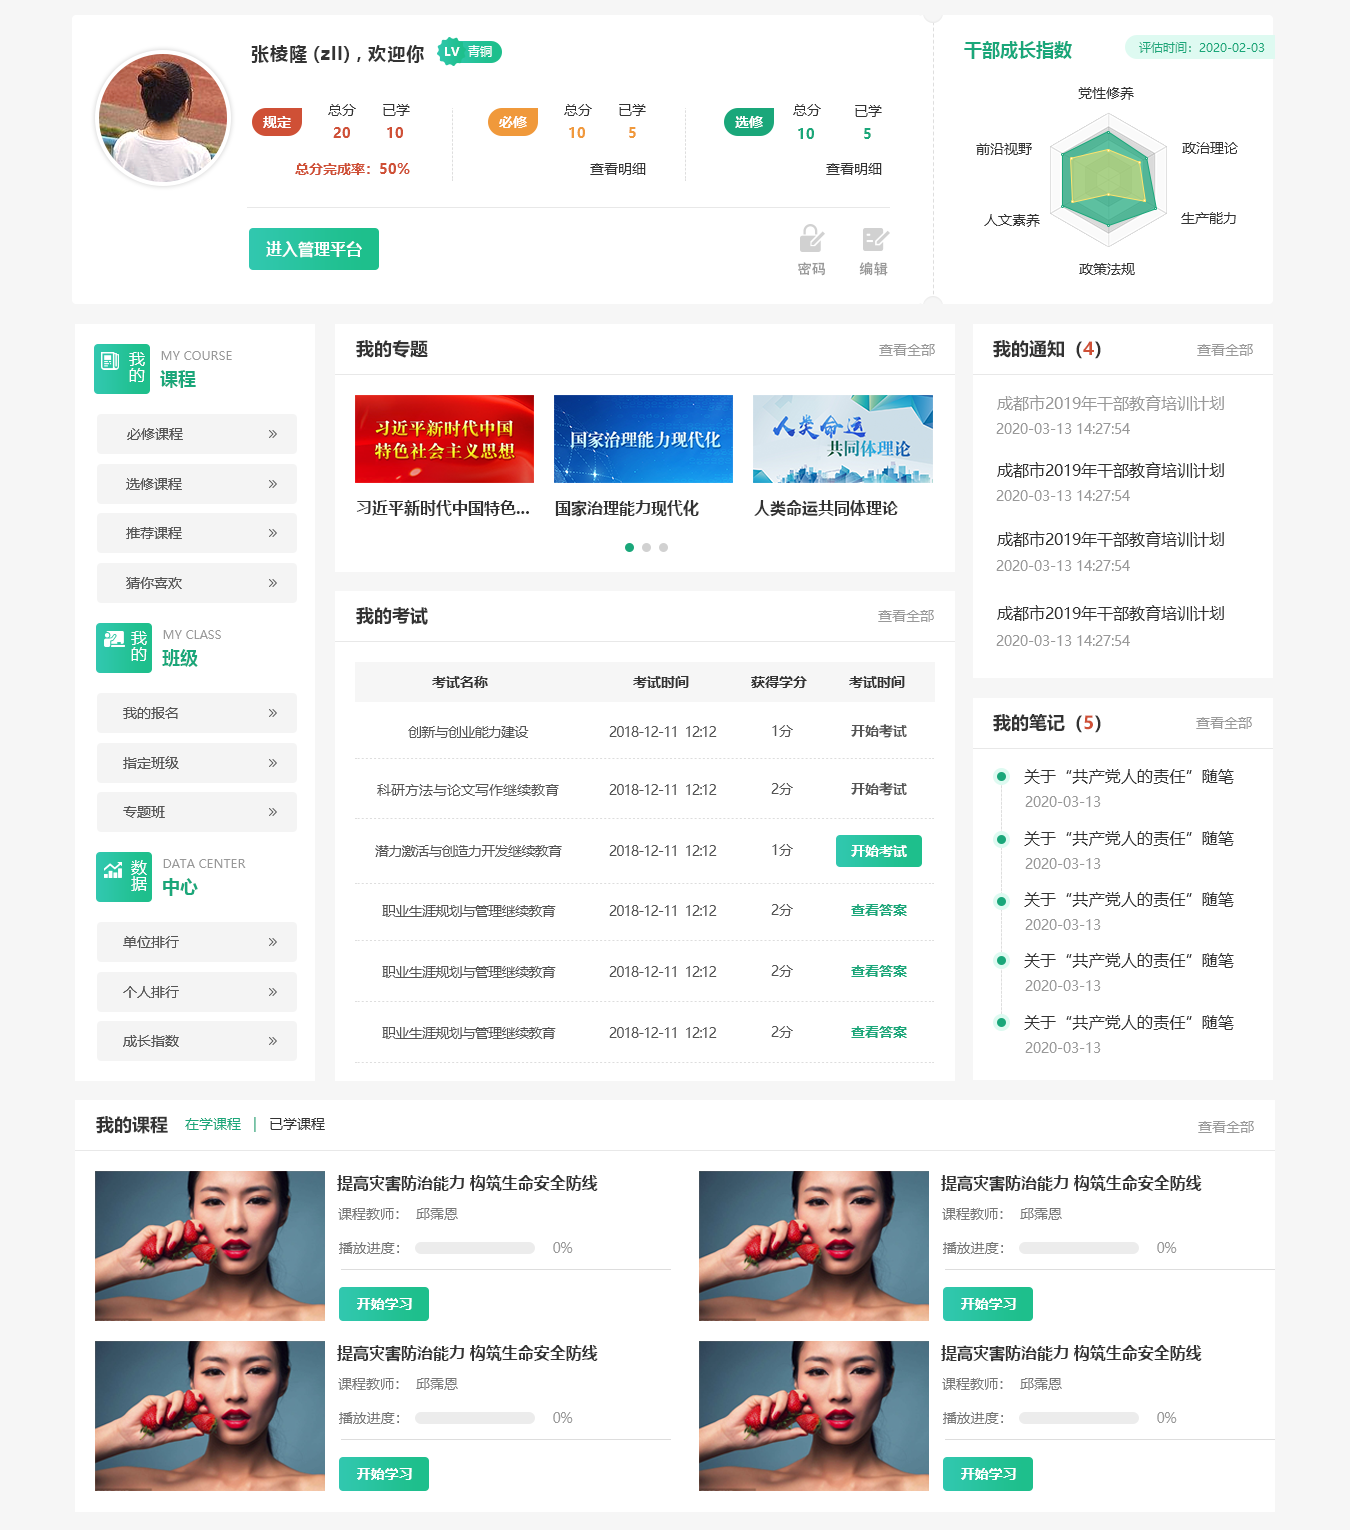 张棱隆 (zll)，欢迎你
LV 青铜
规定
总分 已学
20 10
总分完成率：50%
必修
总分 已学
10 5
查看明细
选修
总分 已学
10 5
查看明细
进入管理平台
密码 编辑
干部成长指数
评估时间：2020-02-03
党性修养
政治理论
生产能力
政策法规
人文素养
前沿视野
我的
MY COURSE
课程
必修课程
选修课程
推荐课程
猜你喜欢
我的
MY CLASS
班级
我的报名
指定班级
专题班
数据
DATA CENTER
中心
单位排行
个人排行
成长指数
我的专题 查看全部
习近平新时代中国
特色社会主义思想
国家治理能力现代化
人类命运
共同体理论
习近平新时代中国特色...
国家治理能力现代化
人类命运共同体理论
我的考试 查看全部
考试名称 考试时间 获得学分 考试时间
创新与创业能力建设 2018-12-11 12:12 1分 开始考试
科研方法与论文写作继续教育 2018-12-11 12:12 2分 开始考试
潜力激活与创造力开发继续教育 2018-12-11 12:12 1分 开始考试
职业生涯规划与管理继续教育 2018-12-11 12:12 2分 查看答案
职业生涯规划与管理继续教育 2018-12-11 12:12 2分 查看答案
职业生涯规划与管理继续教育 2018-12-11 12:12 2分 查看答案
我的通知（4） 查看全部
成都市2019年干部教育培训计划
2020-03-13 14:27:54
成都市2019年干部教育培训计划
2020-03-13 14:27:54
成都市2019年干部教育培训计划
2020-03-13 14:27:54
成都市2019年干部教育培训计划
2020-03-13 14:27:54
我的笔记（5） 查看全部
关于“共产党人的责任”随笔
2020-03-13
关于“共产党人的责任”随笔
2020-03-13
关于“共产党人的责任”随笔
2020-03-13
关于“共产党人的责任”随笔
2020-03-13
关于“共产党人的责任”随笔
2020-03-13
我的课程 在学课程 | 已学课程 查看全部
提高灾害防治能力 构筑生命安全防线
课程教师： 邱霈恩
播放进度： 0%
开始学习
提高灾害防治能力 构筑生命安全防线
课程教师： 邱霈恩
播放进度： 0%
开始学习
提高灾害防治能力 构筑生命安全防线
课程教师： 邱霈恩
播放进度： 0%
开始学习
提高灾害防治能力 构筑生命安全防线
课程教师： 邱霈恩
播放进度： 0%
开始学习